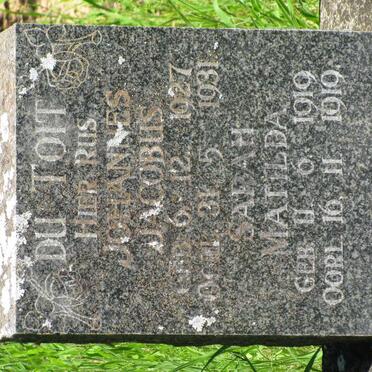 DU TOIT
HIER RUS
JOHANNES
JACOBUS
GEB. 6. 12. 1927
OORL. 31. 5. 1931
SARAH
MATILDA
GEB. 11. 6. 1919
OORL. 10. 11. 1919